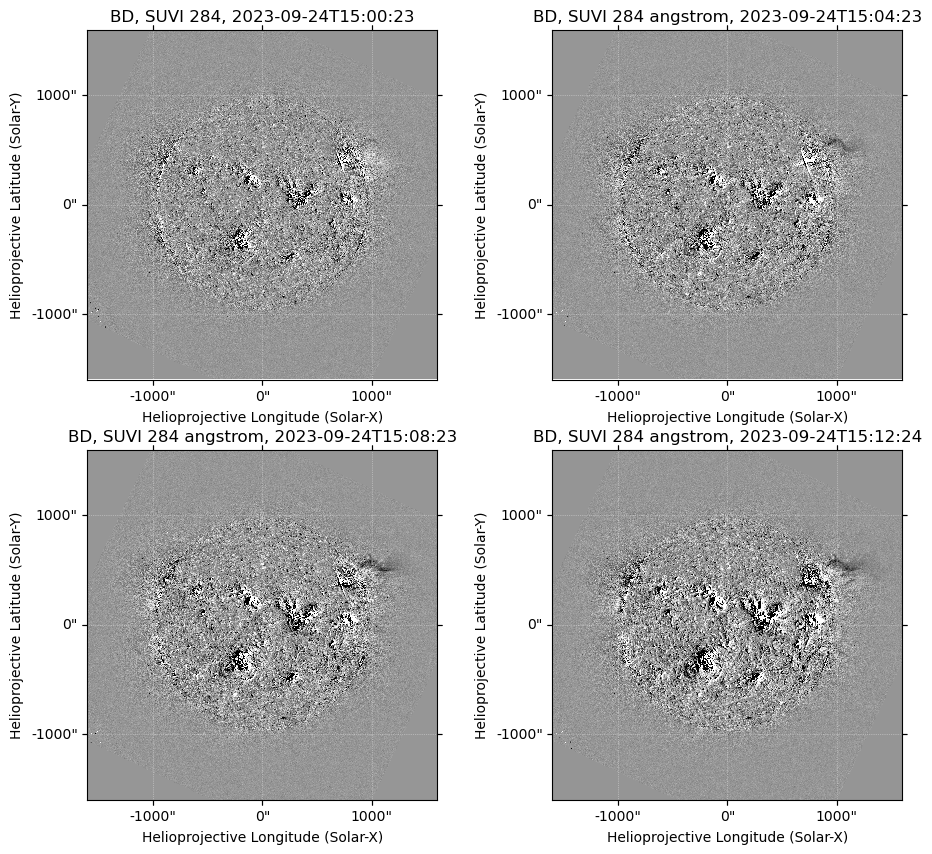 BD, SUVI 284, 2023-09-24T15:00:23
BD, SUVI 284 angstrom, 2023-09-24T15:04:23
Helioprojective Latitude (Solar-Y)
1000"
0"
-1000"
-1000"
0"
1000"
Helioprojective Longitude (Solar-X)
Helioprojective Latitude (Solar-Y)
1000"
0"
-1000"
-1000"
0"
1000"
Helioprojective Longitude (Solar-X)
BD, SUVI 284 angstrom, 2023-09-24T15:08:23
BD, SUVI 284 angstrom, 2023-09-24T15:12:24
Helioprojective Latitude (Solar-Y)
1000"
0"
-1000"
-1000"
0"
1000"
Helioprojective Longitude (Solar-X)
Helioprojective Latitude (Solar-Y)
1000"
0"
-1000"
-1000"
0"
1000"
Helioprojective Longitude (Solar-X)